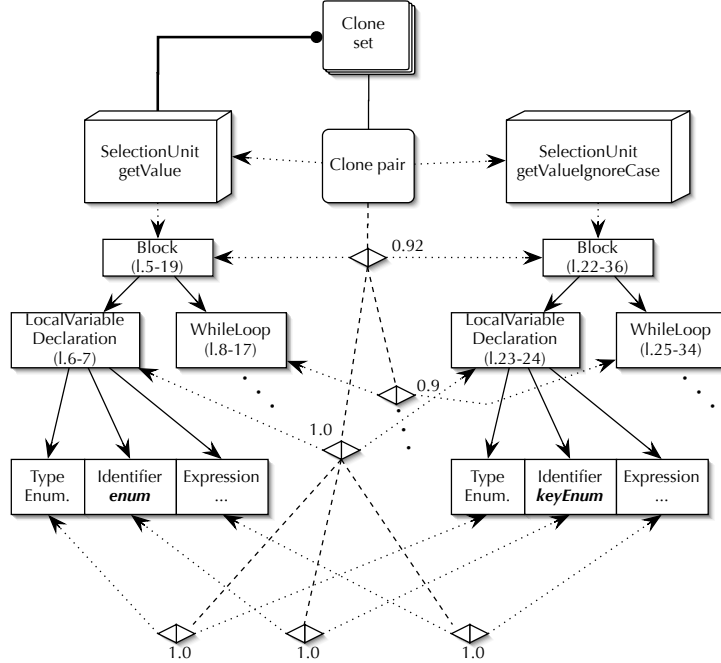 Clone
set
SelectionUnit
getValue
Clone pair
SelectionUnit
getValueIgnoreCase
0.92
Block
(l.5-19)
Block
(l.22-36)
LocalVariable
Declaration
(l.6-7)
WhileLoop
(l.8-17)
LocalVariable
Declaration
(l.23-24)
WhileLoop
(l.25-34)
0.9
1.0
Type
Enum.
Identifier
enum
Expression
...
Type
Enum.
Identifier
keyEnum
Expression
...
1.0
1.0
1.0